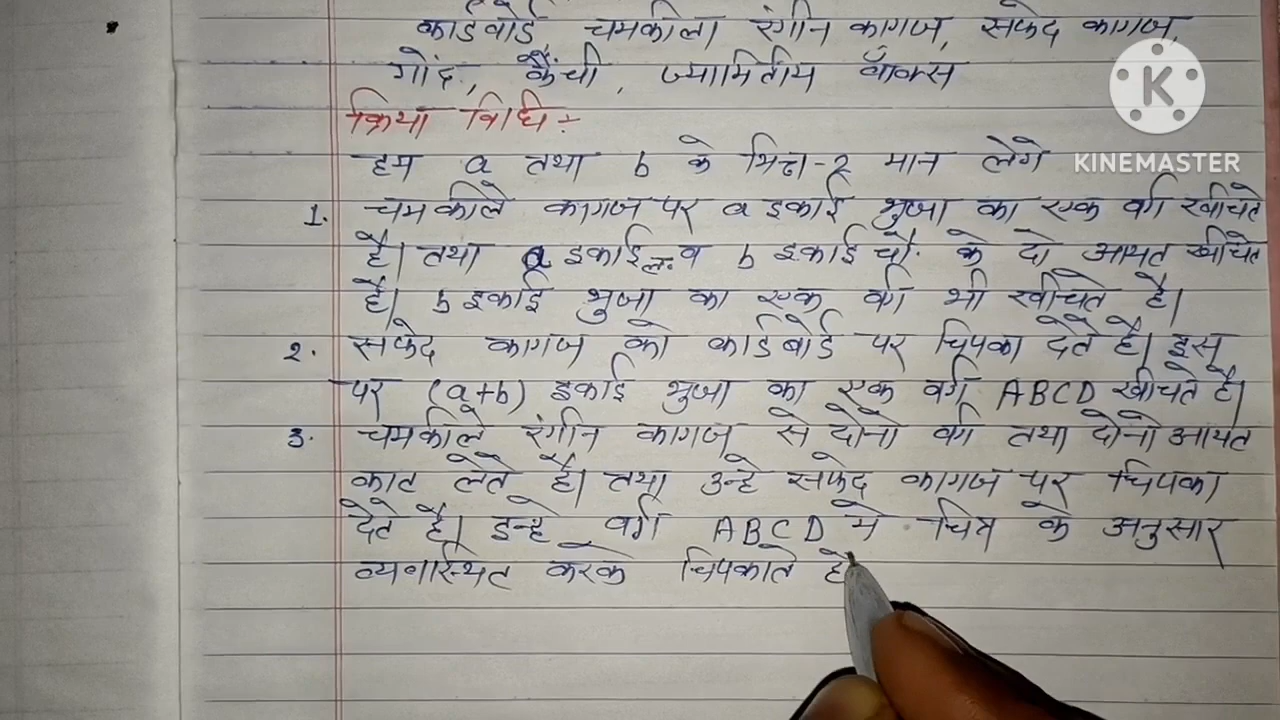 कार्डबोर्ड चमकीला रंगीन कागज, सफेद कागज,
गोंद, कैंची, ज्यामितीय बॉक्स
K
KINEMASTER
क्रिया विधि ÷
हम a तथा b के भिन्न-२ मान लेगें
1. चमकीले कागज पर a इकाई भुजा का एक वर्ग खींचते
है। तथा a इकाई ल. व b इकाई चौ. के दो आयत खींचते
है। b इकाई भुजा का एक वर्ग भी खींचते है।
2. सफेद कागज को कार्डबोर्ड पर चिपका देते है। इस
पर (a+b) इकाई भुजा का एक वर्ग ABCD खींचते है।
3. चमकीले रंगीन कागज से दोनो वर्ग तथा दोनो आयत
काट लेते है। तथा उन्हे सफेद कागज पर चिपका
देते है। इन्हे वर्ग ABCD मे चित्र के अनुसार
व्यवस्थित करके चिपकाते है